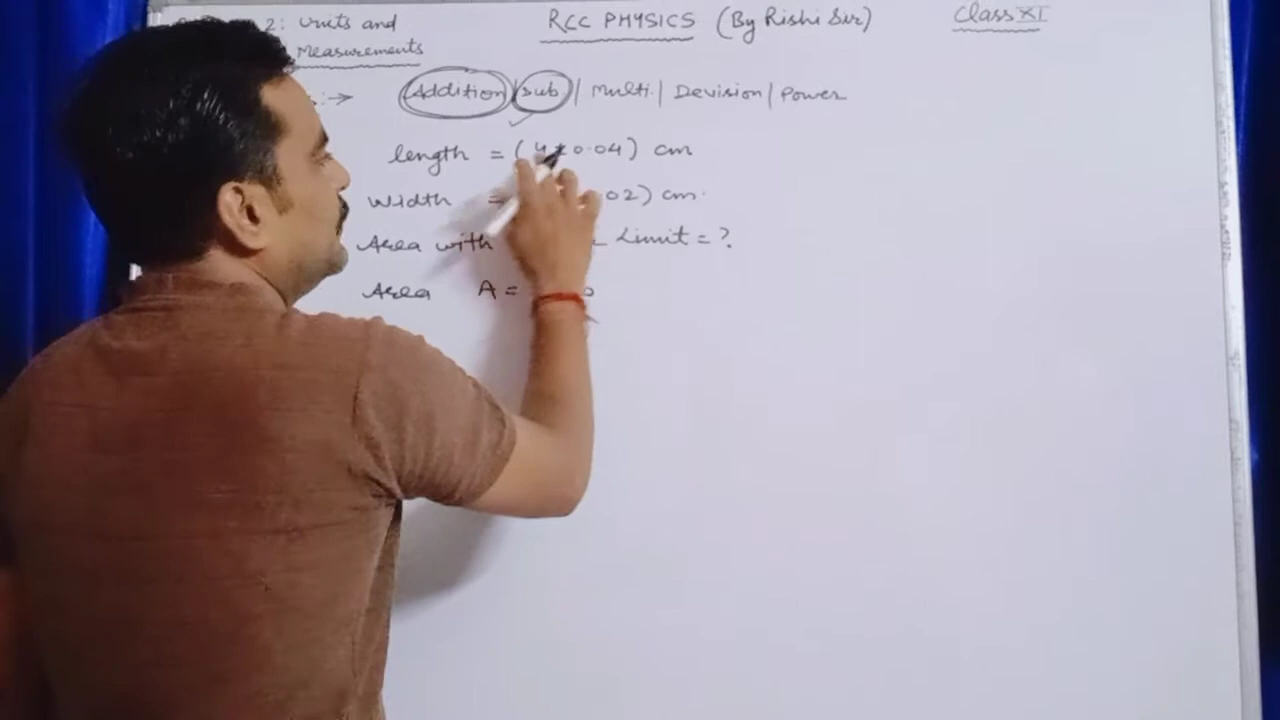 2: Units and
RCC PHYSICS (By Rishi Sir)
Class XI
Measurements
:→ Addition / Sub. / Multi. / Devision / Power
length = (4±0.04) cm
width = 02) cm.
Area with Limit = ?
Area A =